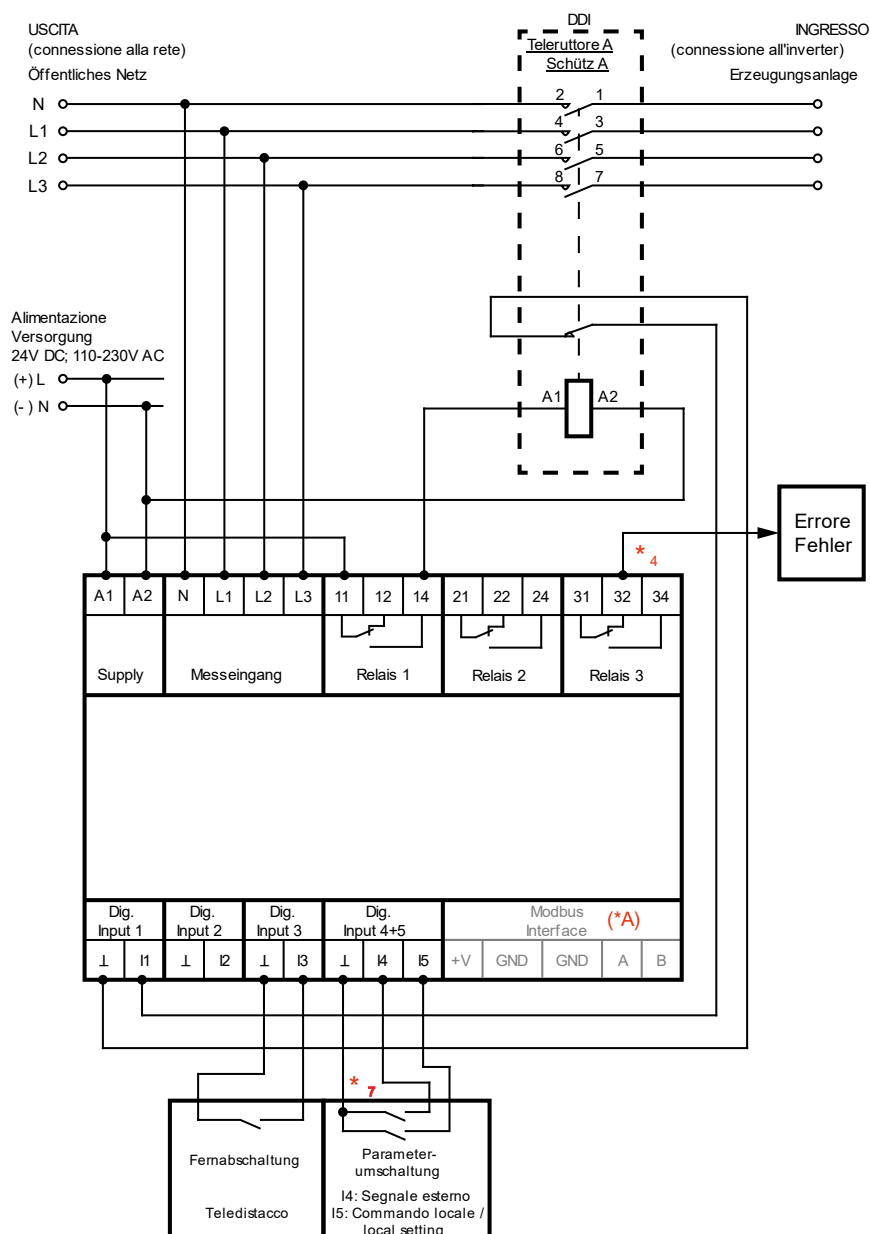 USCITA
(connessione alla rete)
Öffentliches Netz
DDI
Teleruttore A
Schütz A
INGRESSO
(connessione all'inverter)
Erzeugungsanlage
N
2 1
L1
4 3
L2
6 5
L3
8 7
Alimentazione
Versorgung
24V DC; 110-230V AC
(+) L
(- ) N
A1 A2
Errore
Fehler
* 4
A1 A2 N L1 L2 L3 11 12 14 21 22 24 31 32 34
Supply Messeingang Relais 1 Relais 2 Relais 3
Dig.
Input 1
Dig.
Input 2
Dig.
Input 3
Dig.
Input 4+5
Modbus
Interface
(*A)
⊥ I1 ⊥ I2 ⊥ I3 ⊥ I4 I5 +V GND GND A B
* 7
Fernabschaltung
Teledistacco
Parameter-
umschaltung
I4: Segnale esterno
I5: Commando locale /
local setting